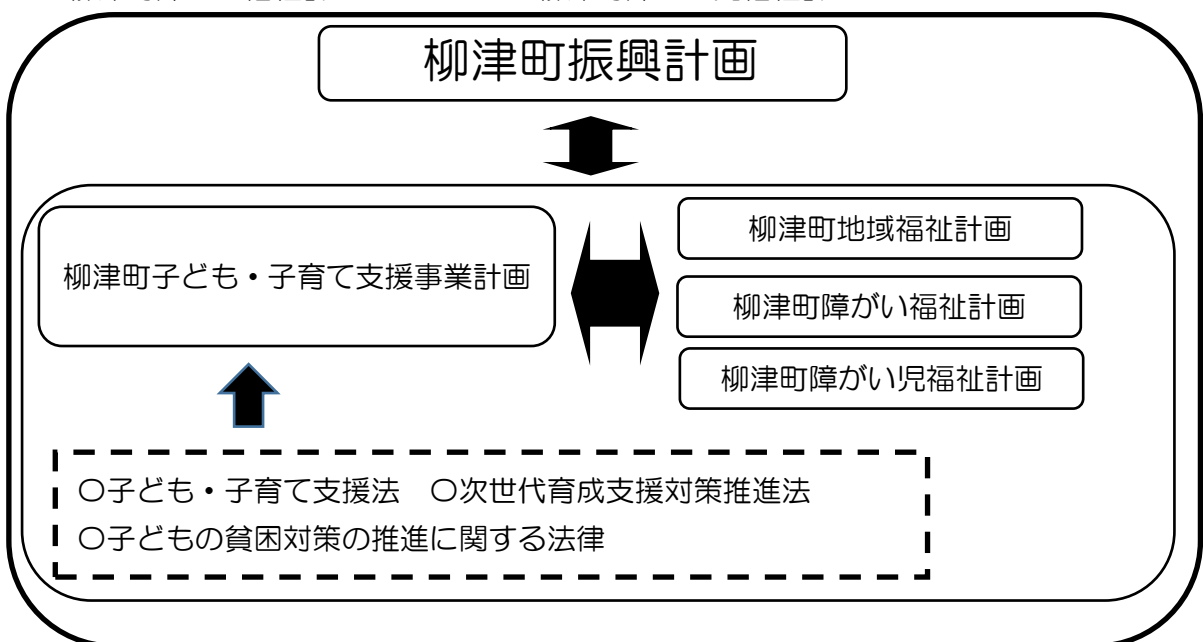 柳津町振興計画
柳津町子ども・子育て支援事業計画
柳津町地域福祉計画
柳津町障がい福祉計画
柳津町障がい児福祉計画
〇子ども・子育て支援法 〇次世代育成支援対策推進法
〇子どもの貧困対策の推進に関する法律